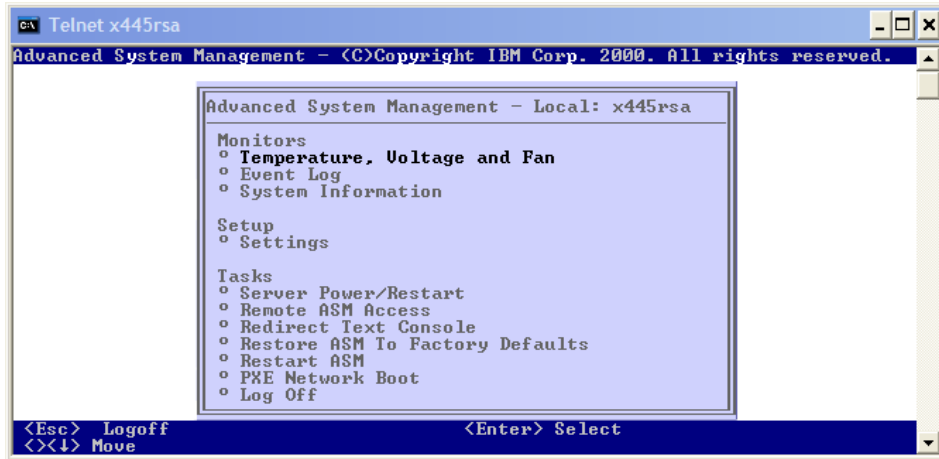 Telnet x445rsa
Advanced System Management - (C)Copyright IBM Corp. 2000. All rights reserved.
Advanced System Management - Local: x445rsa
Monitors
º Temperature, Voltage and Fan
º Event Log
º System Information
Setup
º Settings
Tasks
º Server Power/Restart
º Remote ASM Access
º Redirect Text Console
º Restore ASM To Factory Defaults
º Restart ASM
º PXE Network Boot
º Log Off
<Esc> Logoff <Enter> Select
<><↓> Move